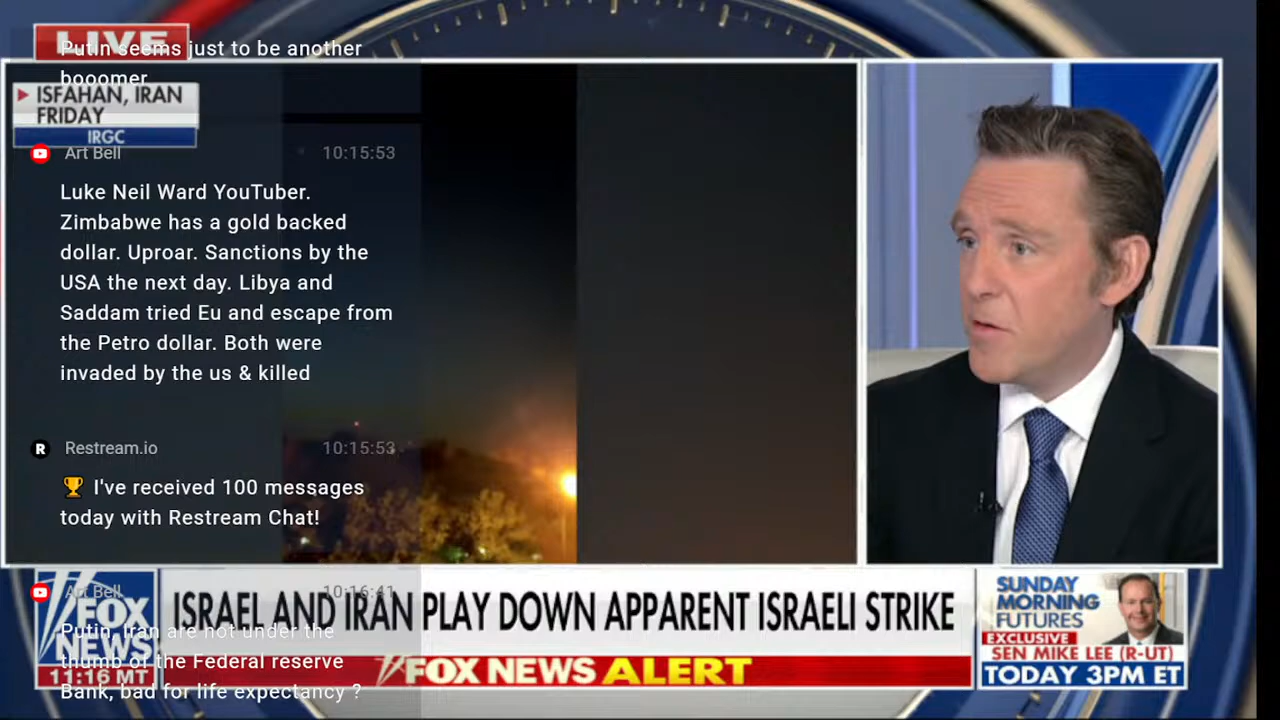 LIVE
Putin seems just to be another
booomer
ISFAHAN, IRAN
FRIDAY
IRGC
Art Bell 10:15:53
Luke Neil Ward YouTuber.
Zimbabwe has a gold backed
dollar. Uproar. Sanctions by the
USA the next day. Libya and
Saddam tried Eu and escape from
the Petro dollar. Both were
invaded by the us & killed
Restream.io 10:15:53
🏆 I've received 100 messages
today with Restream Chat!
Art Bell 10:16:41
Putin, Iran are not under the
thumb of the Federal reserve
Bank, bad for life expectancy ?
FOX
NEWS
11:16 MT
ISRAEL AND IRAN PLAY DOWN APPARENT ISRAELI STRIKE
FOX NEWS ALERT
SUNDAY
MORNING
FUTURES
EXCLUSIVE
SEN MIKE LEE (R-UT)
TODAY 3PM ET